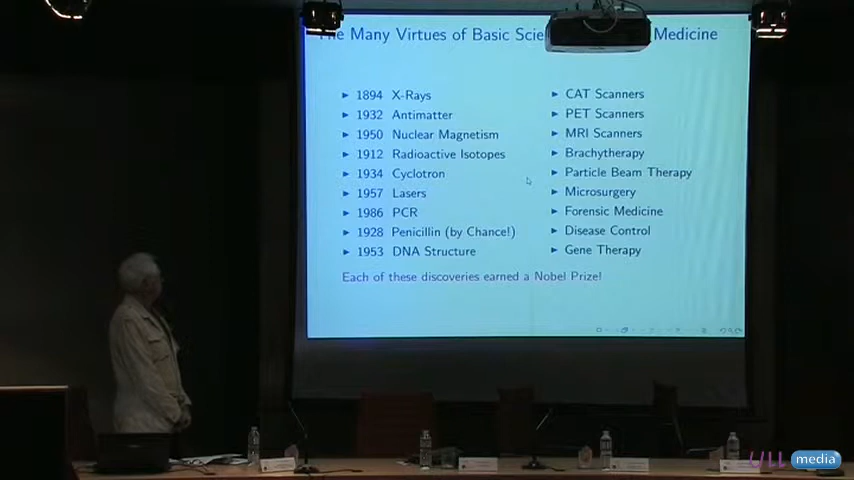 The Many Virtues of Basic Medicine
► 1894 X-Rays ► CAT Scanners
► 1932 Antimatter ► PET Scanners
► 1950 Nuclear Magnetism ► MRI Scanners
► 1912 Radioactive Isotopes ► Brachytherapy
► 1934 Cyclotron ► Particle Beam Therapy
► 1957 Lasers ► Microsurgery
► 1986 PCR ► Forensic Medicine
► 1928 Penicillin (by Chance!) ► Disease Control
► 1953 DNA Structure ► Gene Therapy
Each of these discoveries earned a Nobel Prize!
ULL media